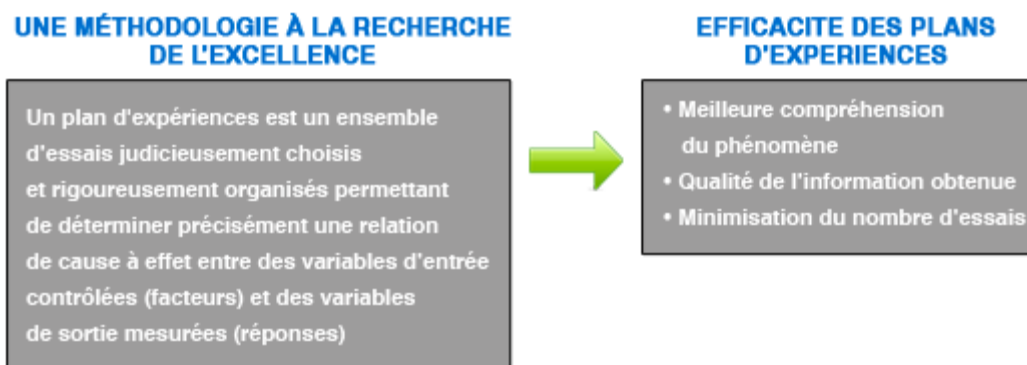 UNE MÉTHODOLOGIE À LA RECHERCHE
DE L'EXCELLENCE
Un plan d'expériences est un ensemble
d'essais judicieusement choisis
et rigoureusement organisés permettant
de déterminer précisément une relation
de cause à effet entre des variables d'entrée
contrôlées (facteurs) et des variables
de sortie mesurées (réponses)
EFFICACITE DES PLANS
D'EXPERIENCES
• Meilleure compréhension
du phénomène
• Qualité de l'information obtenue
• Minimisation du nombre d'essais